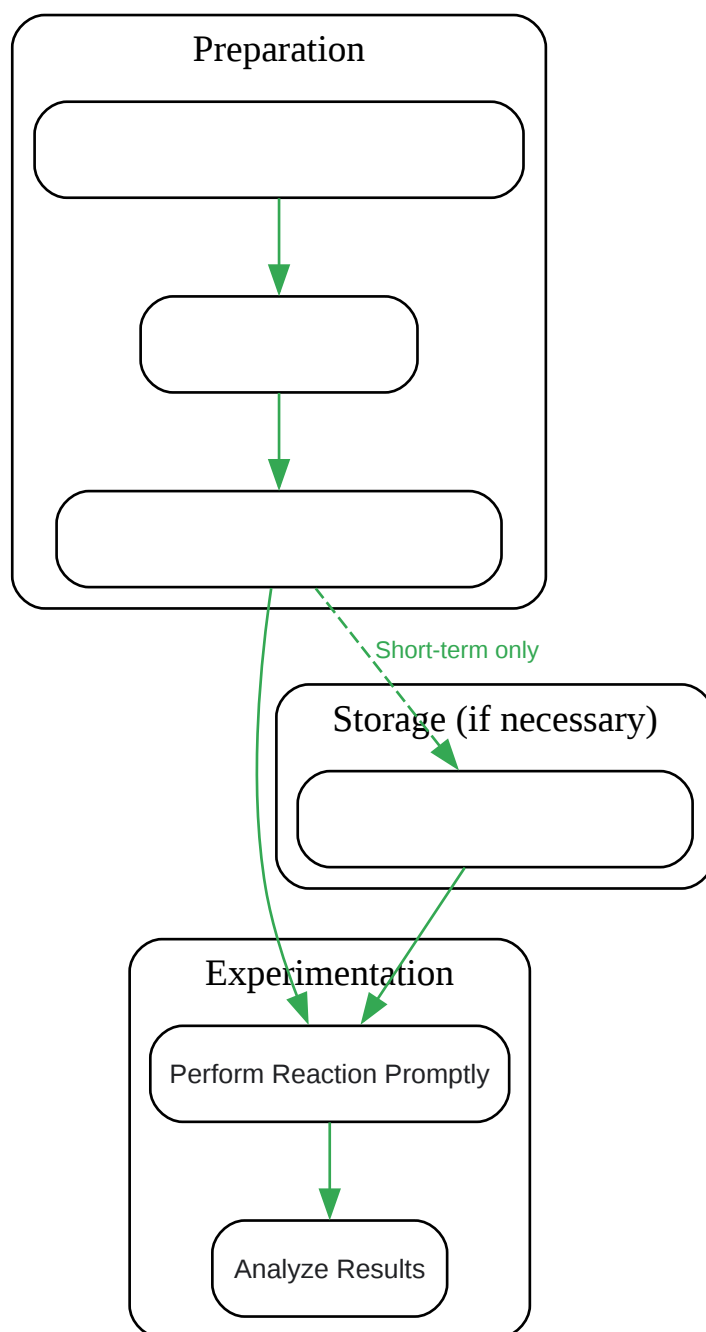 Preparation
Short-term only
Storage (if necessary)
Experimentation
Perform Reaction Promptly
Analyze Results